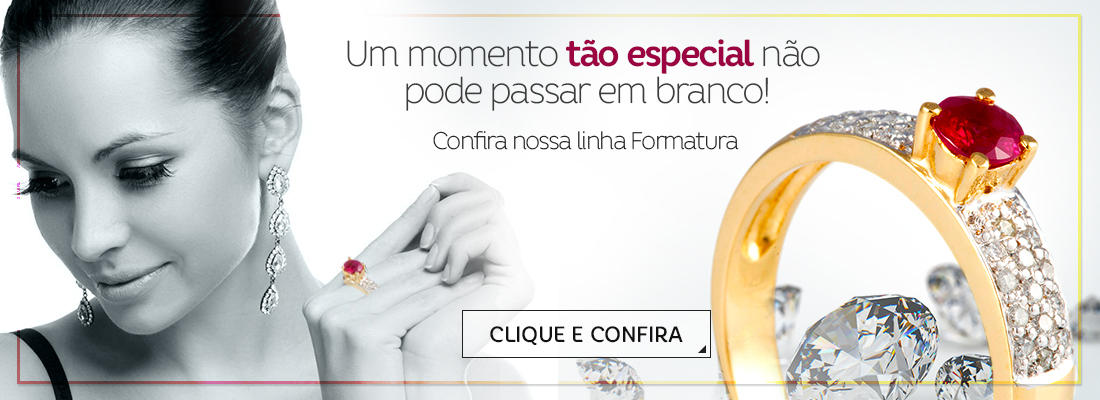 Um momento tão especial não
pode passar em branco!
Confira nossa linha Formatura
CLIQUE E CONFIRA